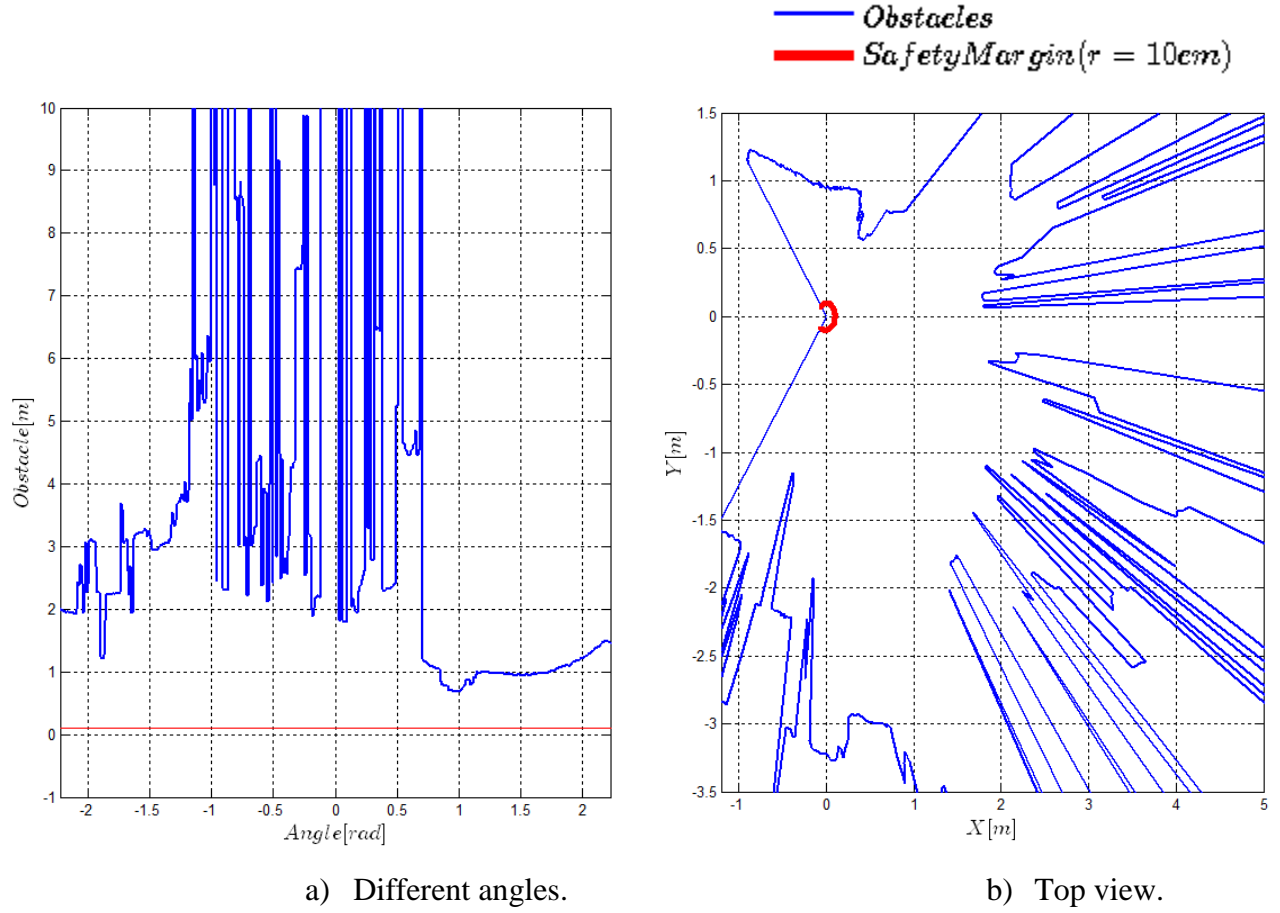 Obstacles
SafetyMargin(r = 10cm)
10
9
8
7
6
5
4
3
2
1
0
-1
Obstacle[m]
-2 -1.5 -1 -0.5 0 0.5 1 1.5 2
Angle[rad]
1.5
1
0.5
0
-0.5
-1
-1.5
-2
-2.5
-3
-3.5
Y[m]
-1 0 1 2 3 4 5
X[m]
a) Different angles.
b) Top view.